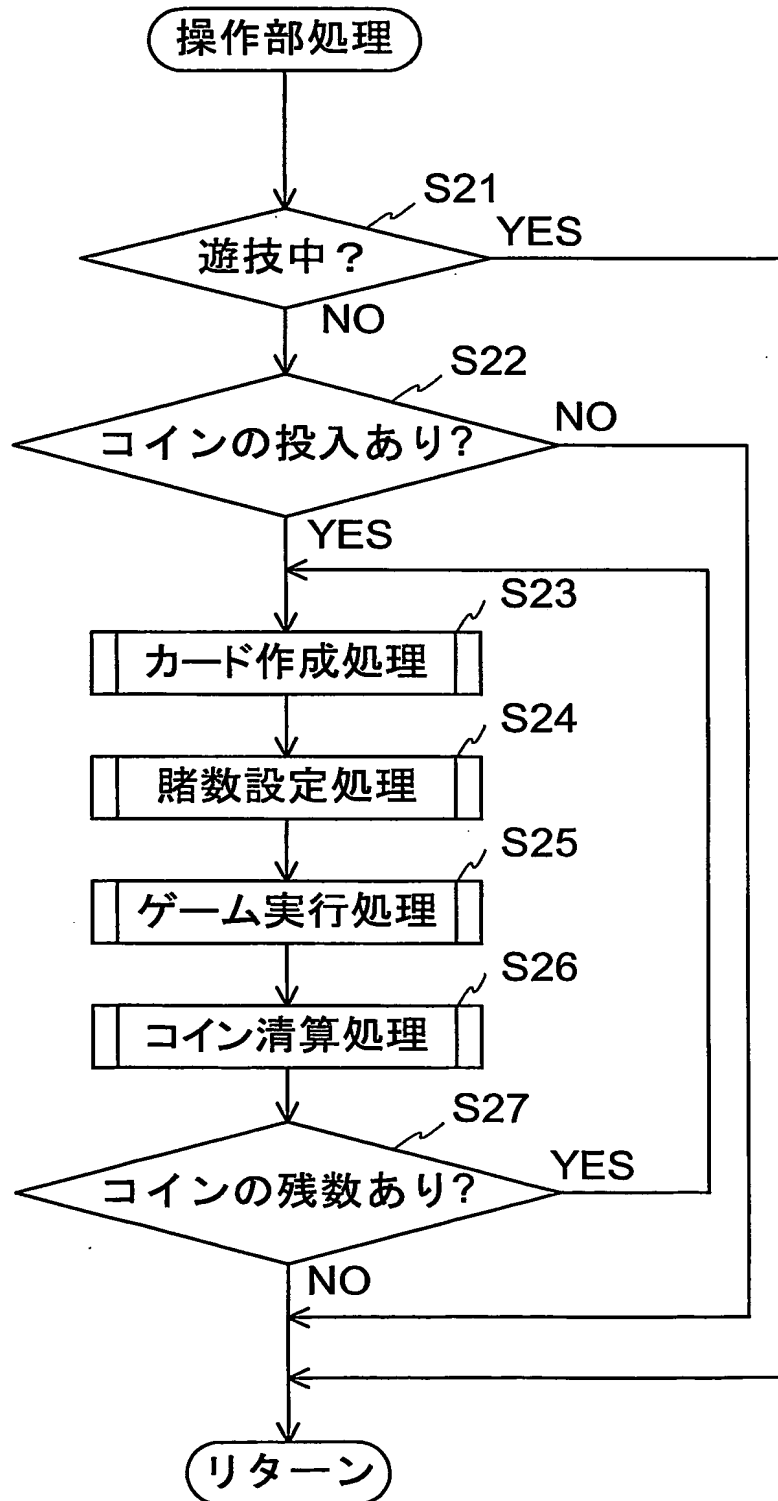 操作部処理
S21
遊技中？
YES
NO
S22
コインの投入あり?
NO
YES
S23
カード作成処理
S24
賭数設定処理
S25
ゲーム実行処理
S26
コイン清算処理
S27
コインの残数あり?
YES
NO
リターン